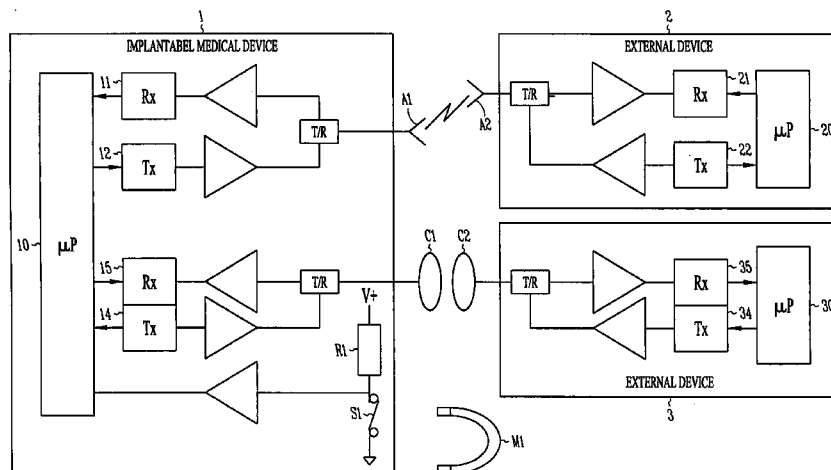 1
IMPLANTABEL MEDICAL DEVICE
2
EXTERNAL DEVICE
11
Rx
T/R
A1
A2
T/R
21
Rx
12
Tx
22
Tx
µP
20
10
µP
15
Rx
T/R
C1
C2
T/R
35
Rx
µP
30
14
Tx
V+
34
Tx
R1
S1
M1
EXTERNAL DEVICE
3